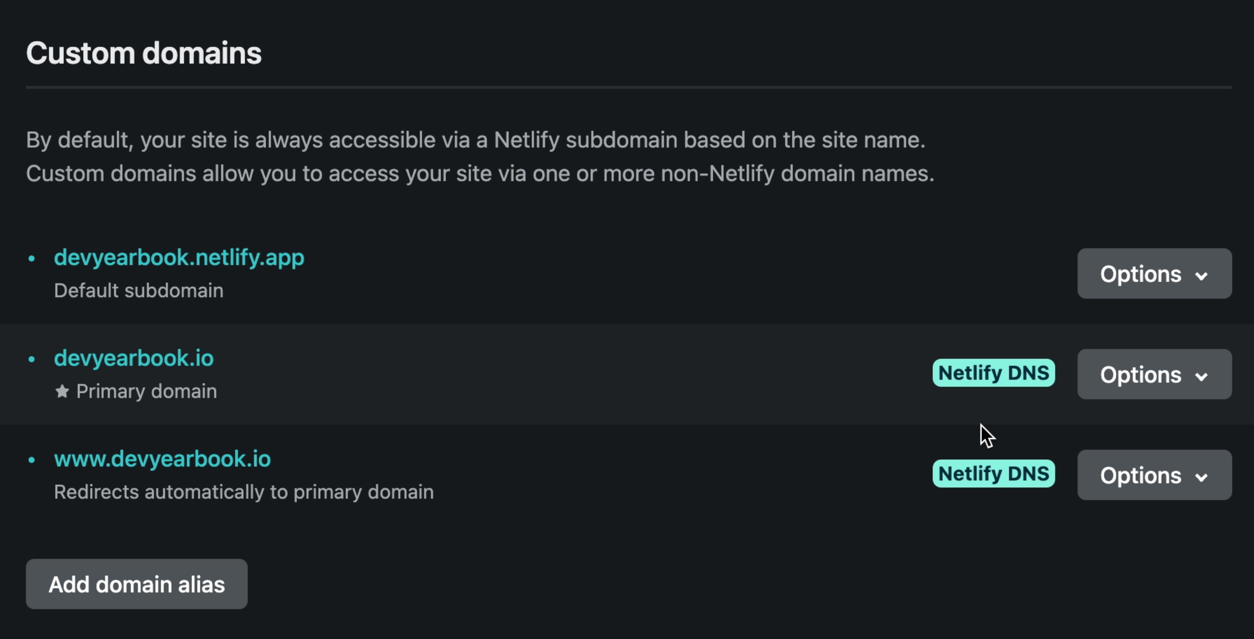 Custom domains
By default, your site is always accessible via a Netlify subdomain based on the site name.
Custom domains allow you to access your site via one or more non-Netlify domain names.
devyearbook.netlify.app
Default subdomain
Options
devyearbook.io
Primary domain
Netlify DNS
Options
www.devyearbook.io
Redirects automatically to primary domain
Netlify DNS
Options
Add domain alias